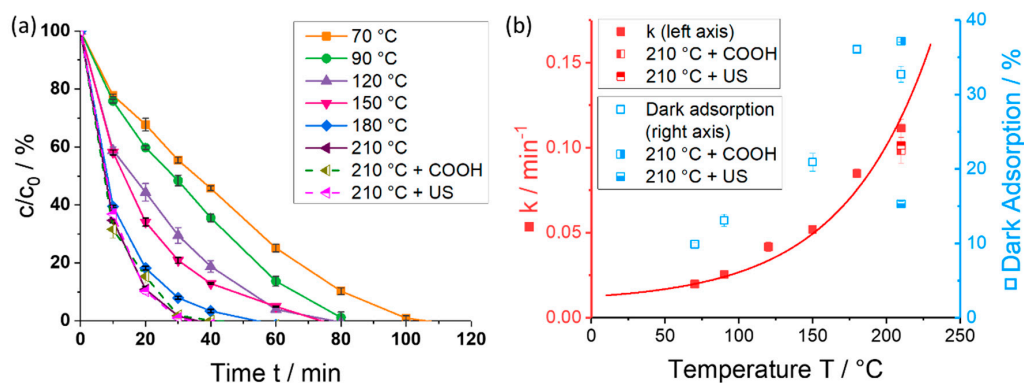 (a)
c/c₀ / %
100
80
60
40
20
0
0 20 40 60 80 100 120
Time t / min
70 °C
90 °C
120 °C
150 °C
180 °C
210 °C
210 °C + COOH
210 °C + US
(b)
k / min⁻¹
0.15
0.10
0.05
0.00
0 50 100 150 200 250
Temperature T / °C
k (left axis)
210 °C + COOH
210 °C + US
Dark adsorption
(right axis)
210 °C + COOH
210 °C + US
40
30
20
10
0
Dark Adsorption / %